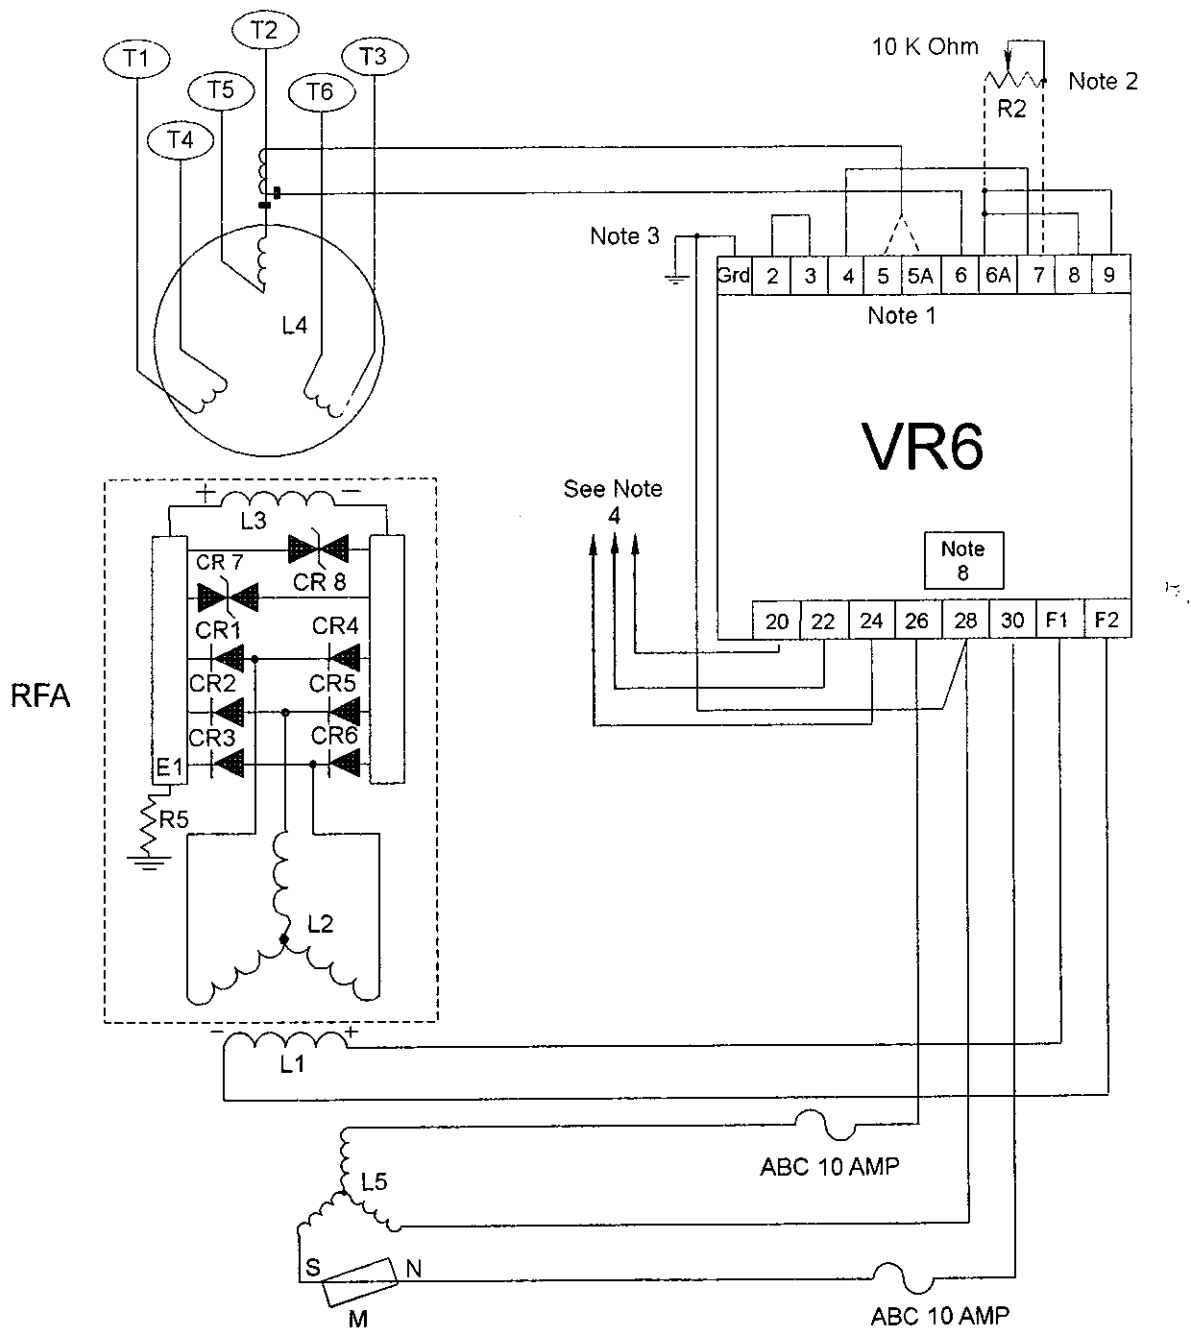 T1
T2
T3
T5
T6
T4
10 K Ohm
Note 2
R2
Note 3
Grd 2 3 4 5 5A 6 6A 7 8 9
Note 1
L4
VR6
See Note
4
Note
8
20 22 24 26 28 30 F1 F2
RFA
+ −
L3
CR 7
CR 8
CR1 CR4
CR2 CR5
CR3 CR6
E1
R5
L2
− +
L1
ABC 10 AMP
L5
S N
M
ABC 10 AMP